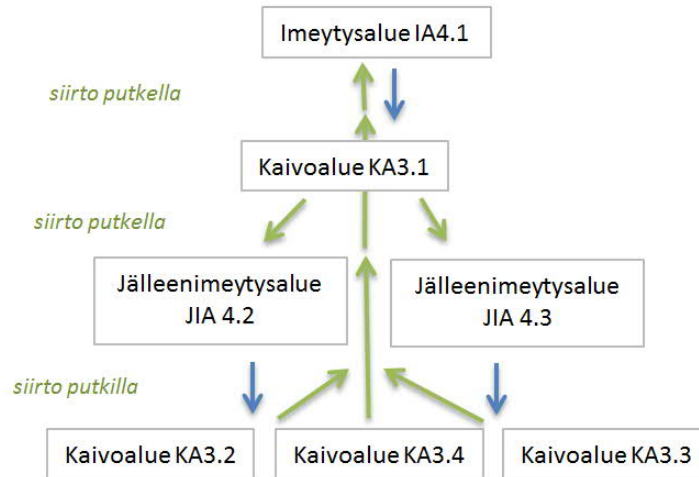 Imeytysalue IA4.1
siirto putkella
Kaivoalue KA3.1
siirto putkella
Jälleenimeytysalue
JIA 4.2
Jälleenimeytysalue
JIA 4.3
siirto putkilla
Kaivoalue KA3.2
Kaivoalue KA3.4
Kaivoalue KA3.3